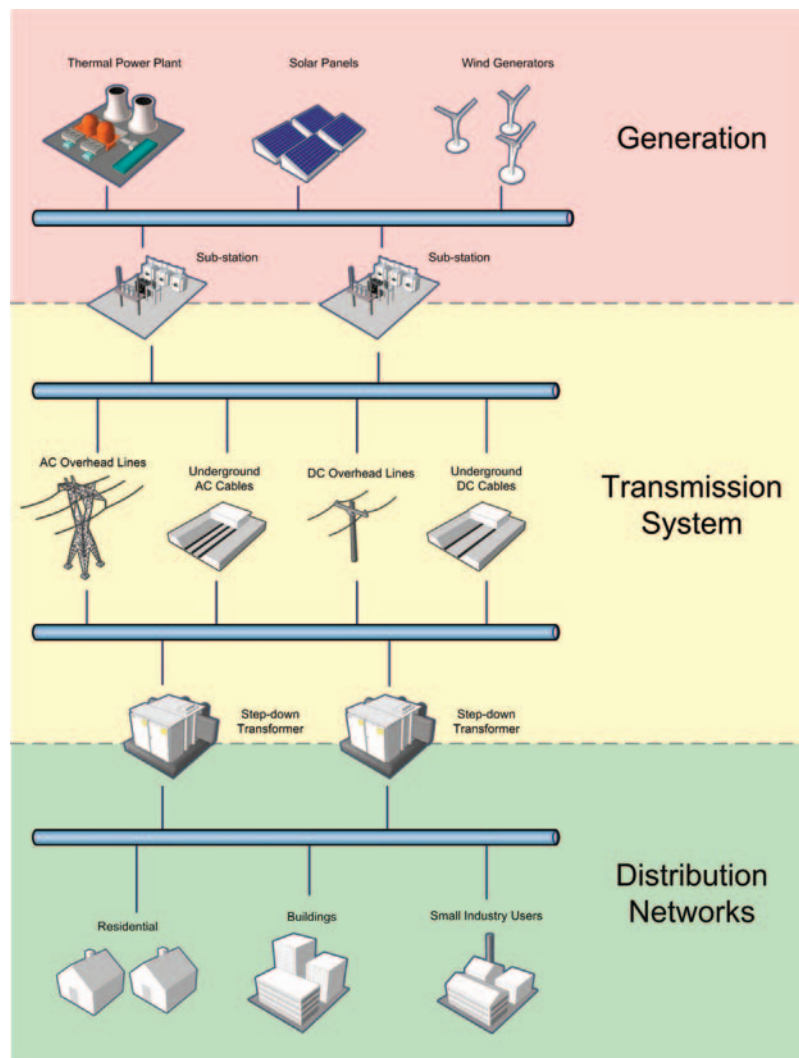 Thermal Power Plant
Solar Panels
Wind Generators
Generation
Sub-station
Sub-station
AC Overhead Lines
Underground
AC Cables
DC Overhead Lines
Underground
DC Cables
Transmission
System
Step-down
Transformer
Step-down
Transformer
Distribution
Networks
Residential
Buildings
Small Industry Users